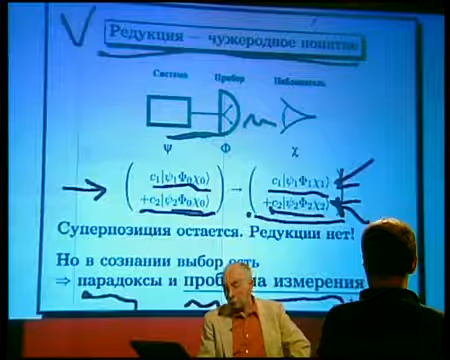 Редукция — чужеродное понятие
Система Прибор Наблюдатель
ψ Φ χ
c₁|ψ₁Φ₀χ₀⟩ → c₁|ψ₁Φ₁χ₁⟩
+c₂|ψ₂Φ₀χ₀⟩ +c₂|ψ₂Φ₂χ₂⟩
Суперпозиция остается. Редукции нет!
Но в сознании выбор есть
⇒ парадоксы и проблема измерения